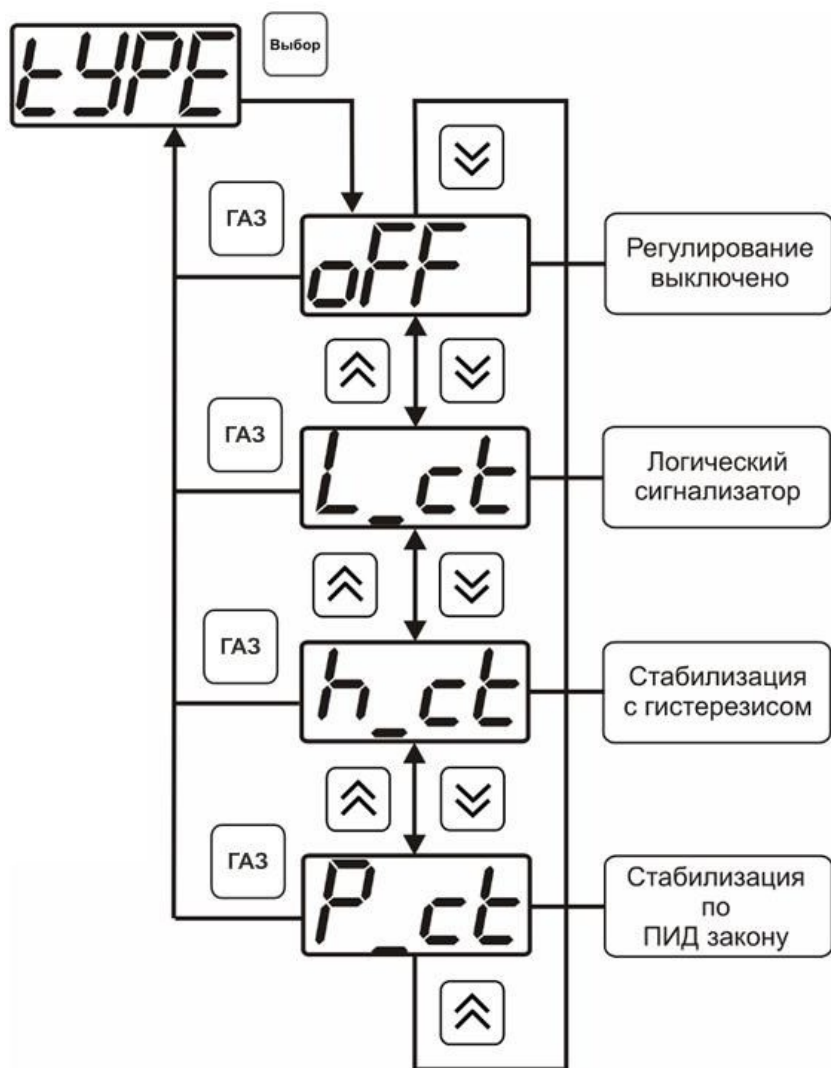 tYPE
Выбор
ГАЗ
oFF
Регулирование
выключено
ГАЗ
L_ct
Логический
сигнализатор
ГАЗ
h_ct
Стабилизация
с гистерезисом
ГАЗ
P_ct
Стабилизация
по
ПИД закону